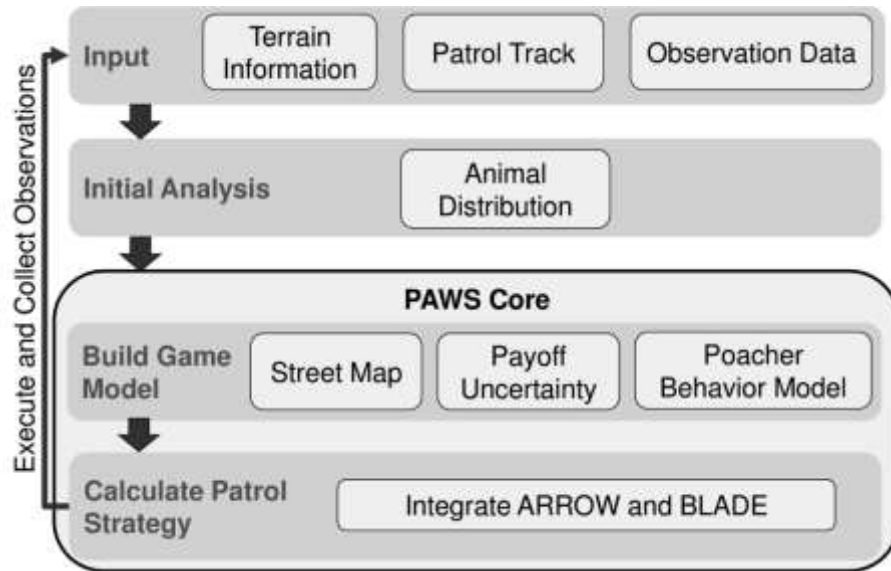 Execute and Collect Observations
Input
Terrain
Information
Patrol Track
Observation Data
Initial Analysis
Animal
Distribution
PAWS Core
Build Game
Model
Street Map
Payoff
Uncertainty
Poacher
Behavior Model
Calculate Patrol
Strategy
Integrate ARROW and BLADE